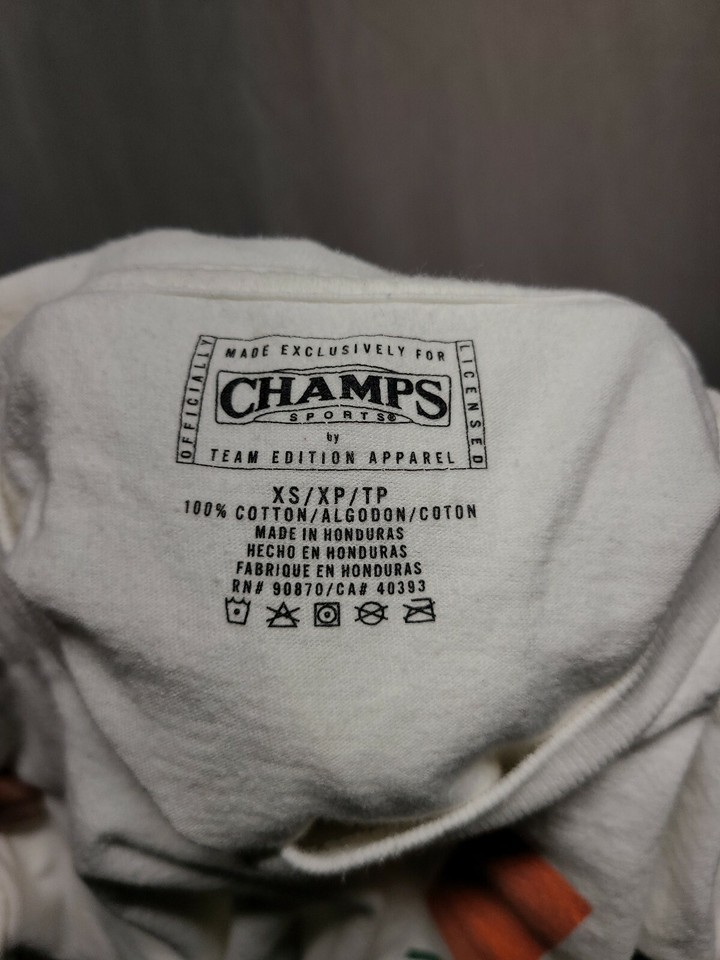 MADE EXCLUSIVELY FOR
OFFICIALLY
LICENSED
CHAMPS
SPORTS®
by
TEAM EDITION APPAREL
XS/XP/TP
100% COTTON/ALGODON/COTON
MADE IN HONDURAS
HECHO EN HONDURAS
FABRIQUE EN HONDURAS
RN# 90870/CA# 40393